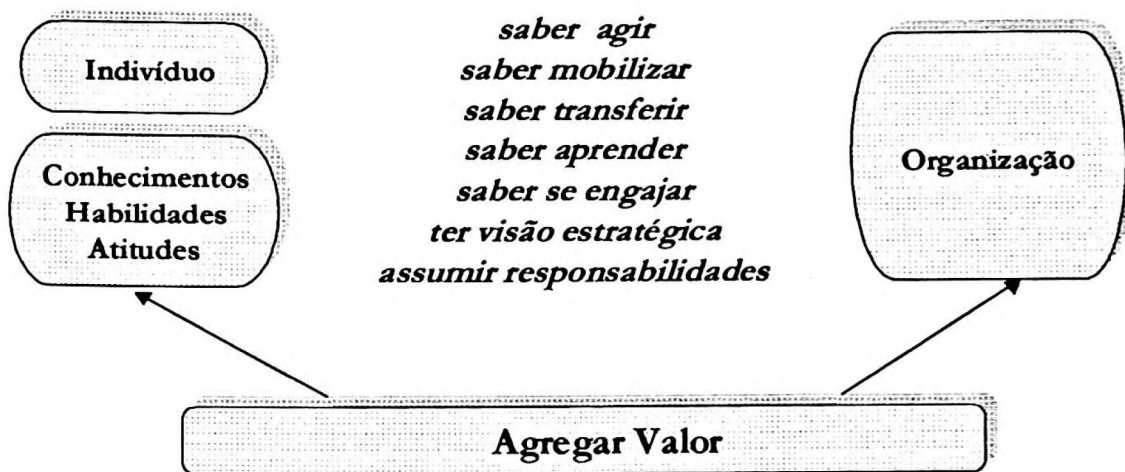 Indivíduo
Conhecimentos
Habilidades
Atitudes
saber agir
saber mobilizar
saber transferir
saber aprender
saber se engajar
ter visão estratégica
assumir responsabilidades
Organização
Agregar Valor